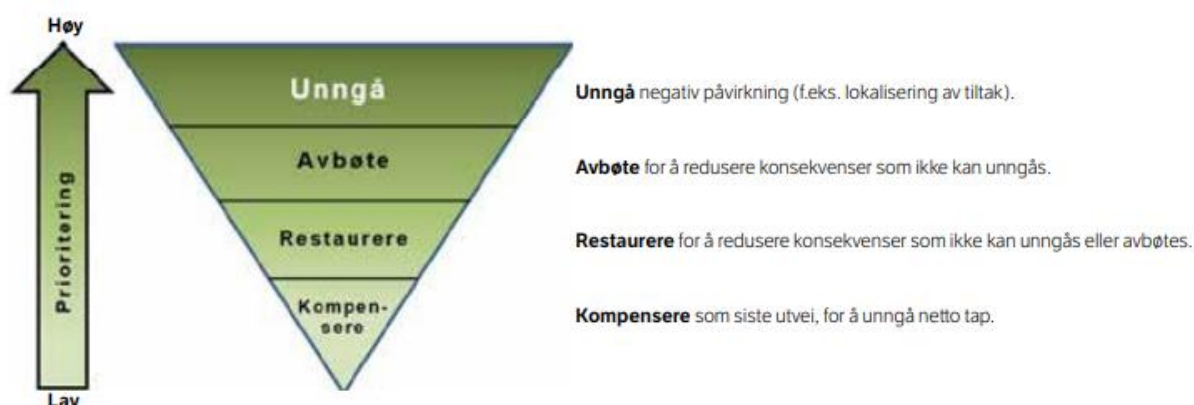 Høy
Prioritering
Lav
Unngå
Avbøte
Restaurere
Kompen-
sere
Unngå negativ påvirkning (f.eks. lokalisering av tiltak).
Avbøte for å redusere konsekvenser som ikke kan unngås.
Restaurere for å redusere konsekvenser som ikke kan unngås eller avbøtes.
Kompensere som siste utvei, for å unngå netto tap.